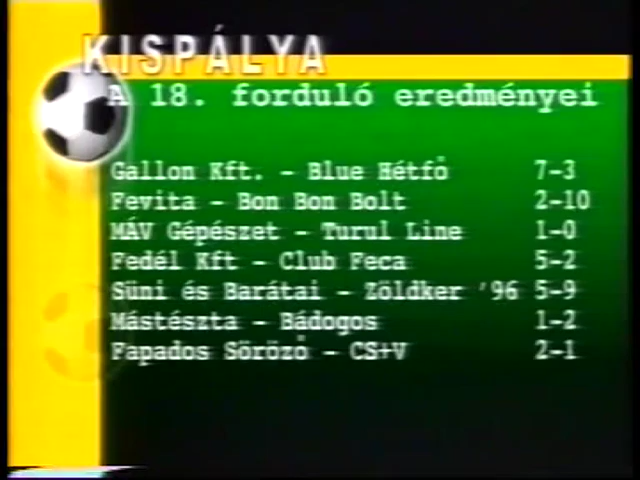 KISPÁLYA
A 18. forduló eredményei
Gallon Kft. - Blue Hétfő 7-3
Fevita - Bon Bon Bolt 2-10
MÁV Gépészet - Turul Line 1-0
Fedél Kft - Club Feca 5-2
Süni és Barátai - Zöldker '96 5-9
Mástészta - Bádogos 1-2
Fapados Söröző - CS+V 2-1